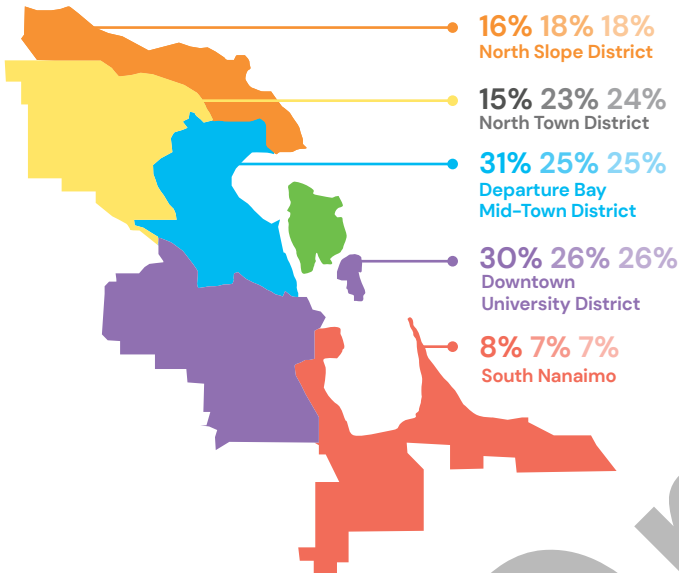 16% 18% 18%
North Slope District
15% 23% 24%
North Town District
31% 25% 25%
Departure Bay
Mid-Town District
30% 26% 26%
Downtown
University District
8% 7% 7%
South Nanaimo